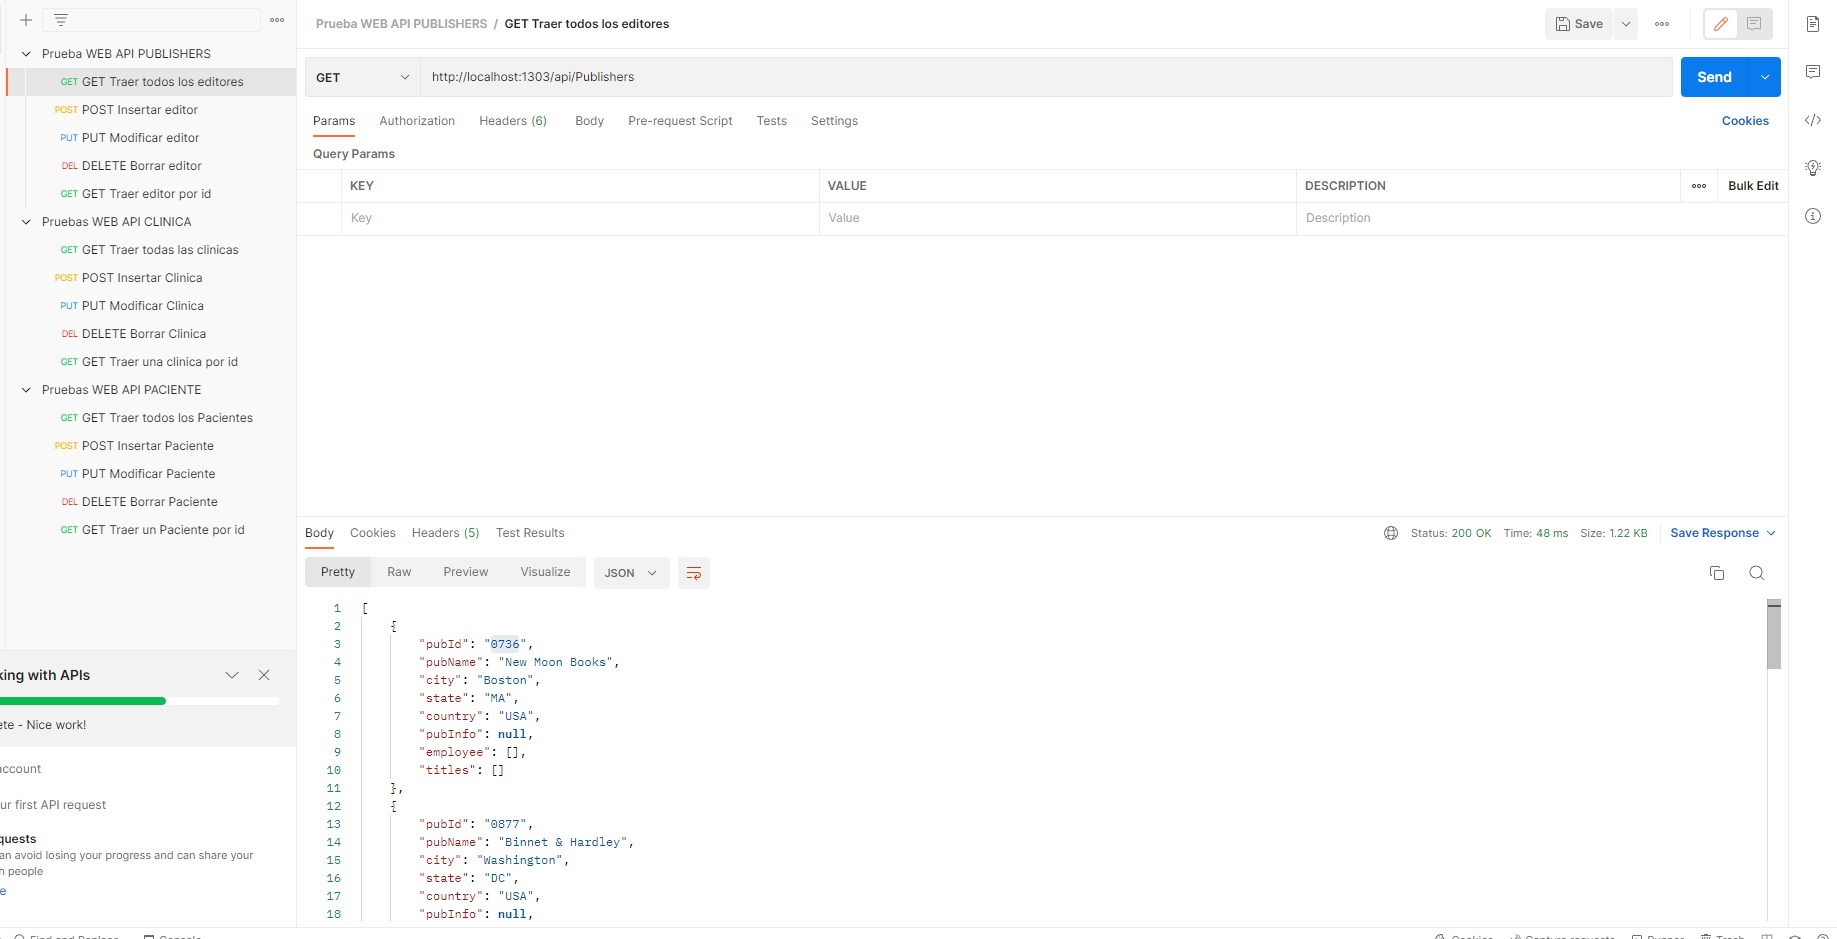 Prueba WEB API PUBLISHERS
GET GET Traer todos los editores
POST POST Insertar editor
PUT PUT Modificar editor
DEL DELETE Borrar editor
GET GET Traer editor por id
Pruebas WEB API CLINICA
GET GET Traer todas las clinicas
POST POST Insertar Clinica
PUT PUT Modificar Clinica
DEL DELETE Borrar Clinica
GET GET Traer una clinica por id
Pruebas WEB API PACIENTE
GET GET Traer todos los Pacientes
POST POST Insertar Paciente
PUT PUT Modificar Paciente
DEL DELETE Borrar Paciente
GET GET Traer un Paciente por id
king with APIs
ete - Nice work!
account
ur first API request
quests
an avoid losing your progress and can share your
h people
e
Prueba WEB API PUBLISHERS / GET Traer todos los editores
Save
GET http://localhost:1303/api/Publishers Send
Params Authorization Headers (6) Body Pre-request Script Tests Settings Cookies
Query Params
KEY VALUE DESCRIPTION Bulk Edit
Key Value Description
Body Cookies Headers (5) Test Results Status: 200 OK Time: 48 ms Size: 1.22 KB Save Response
Pretty Raw Preview Visualize JSON
1 [
2 {
3 "pubId": "0736",
4 "pubName": "New Moon Books",
5 "city": "Boston",
6 "state": "MA",
7 "country": "USA",
8 "pubInfo": null,
9 "employee": [],
10 "titles": []
11 },
12 {
13 "pubId": "0877",
14 "pubName": "Binnet & Hardley",
15 "city": "Washington",
16 "state": "DC",
17 "country": "USA",
18 "pubInfo": null,
Find and Replace Console Cookies Capture requests Runner Trash